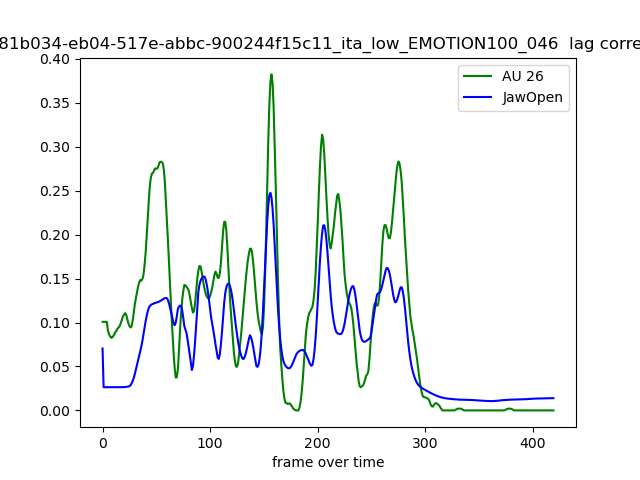 81b034-eb04-517e-abbc-900244f15c11_ita_low_EMOTION100_046 lag corre
0.40
0.35
0.30
0.25
0.20
0.15
0.10
0.05
0.00
AU 26
JawOpen
0 100 200 300 400
frame over time